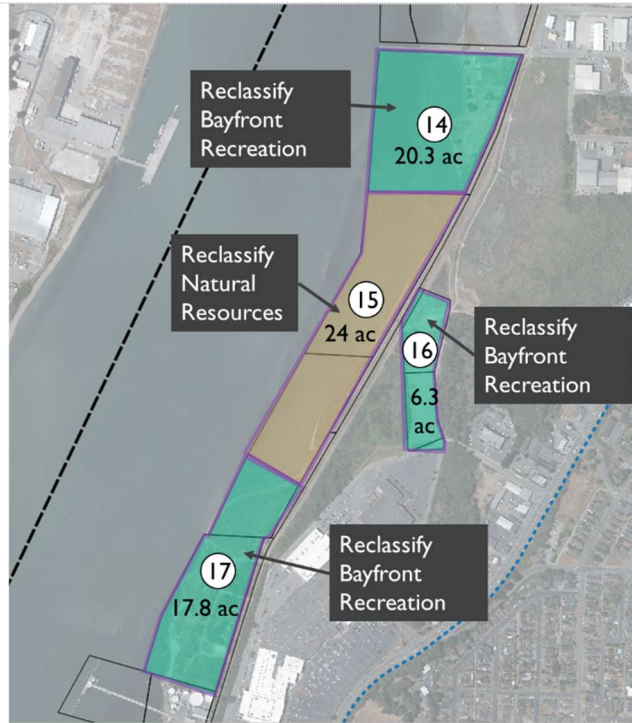 Reclassify
Bayfront
Recreation
14
20.3 ac
Reclassify
Natural
Resources
15
24 ac
16
6.3
ac
Reclassify
Bayfront
Recreation
17
17.8 ac
Reclassify
Bayfront
Recreation